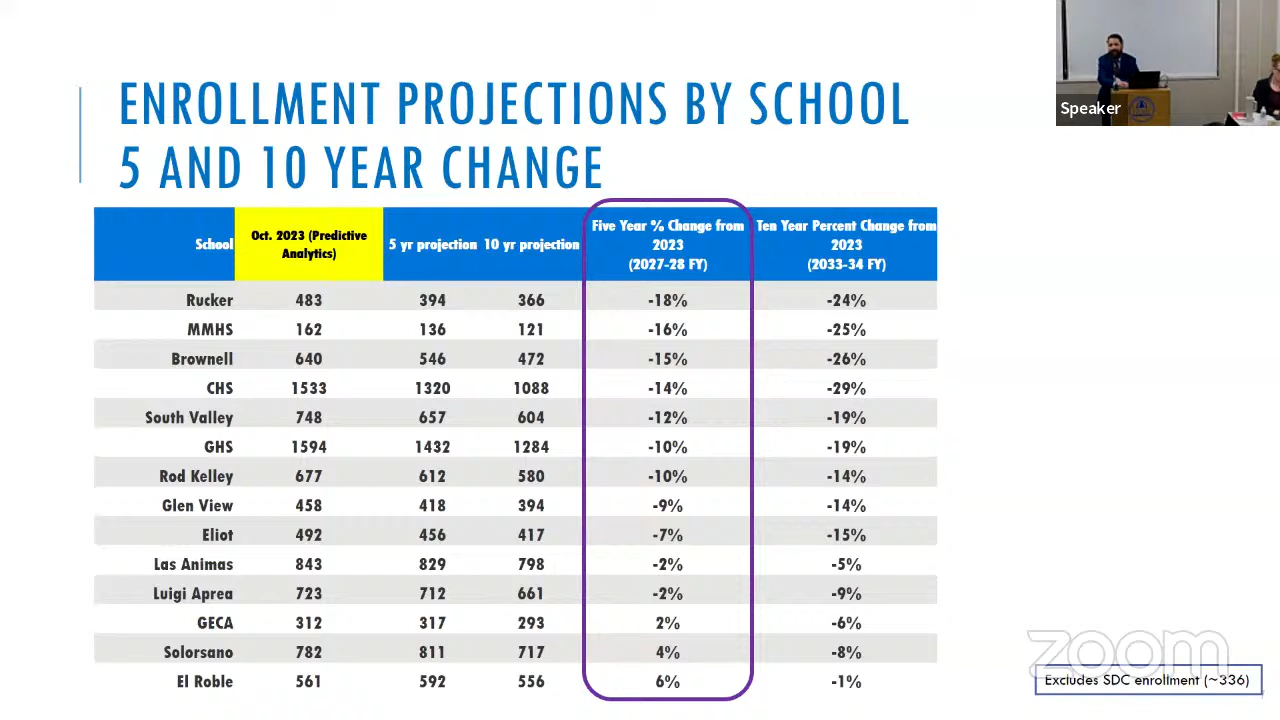 Speaker
ENROLLMENT PROJECTIONS BY SCHOOL
5 AND 10 YEAR CHANGE
School Oct. 2023 (Predictive Analytics) 5 yr projection 10 yr projection Five Year % Change from 2023 (2027-28 FY) Ten Year Percent Change from 2023 (2033-34 FY)
Rucker 483 394 366 -18% -24%
MMHS 162 136 121 -16% -25%
Brownell 640 546 472 -15% -26%
CHS 1533 1320 1088 -14% -29%
South Valley 748 657 604 -12% -19%
GHS 1594 1432 1284 -10% -19%
Rod Kelley 677 612 580 -10% -14%
Glen View 458 418 394 -9% -14%
Eliot 492 456 417 -7% -15%
Las Animas 843 829 798 -2% -5%
Luigi Aprea 723 712 661 -2% -9%
GECA 312 317 293 2% -6%
Solorsano 782 811 717 4% -8%
El Roble 561 592 556 6% -1%
zoom
Excludes SDC enrollment (~336)